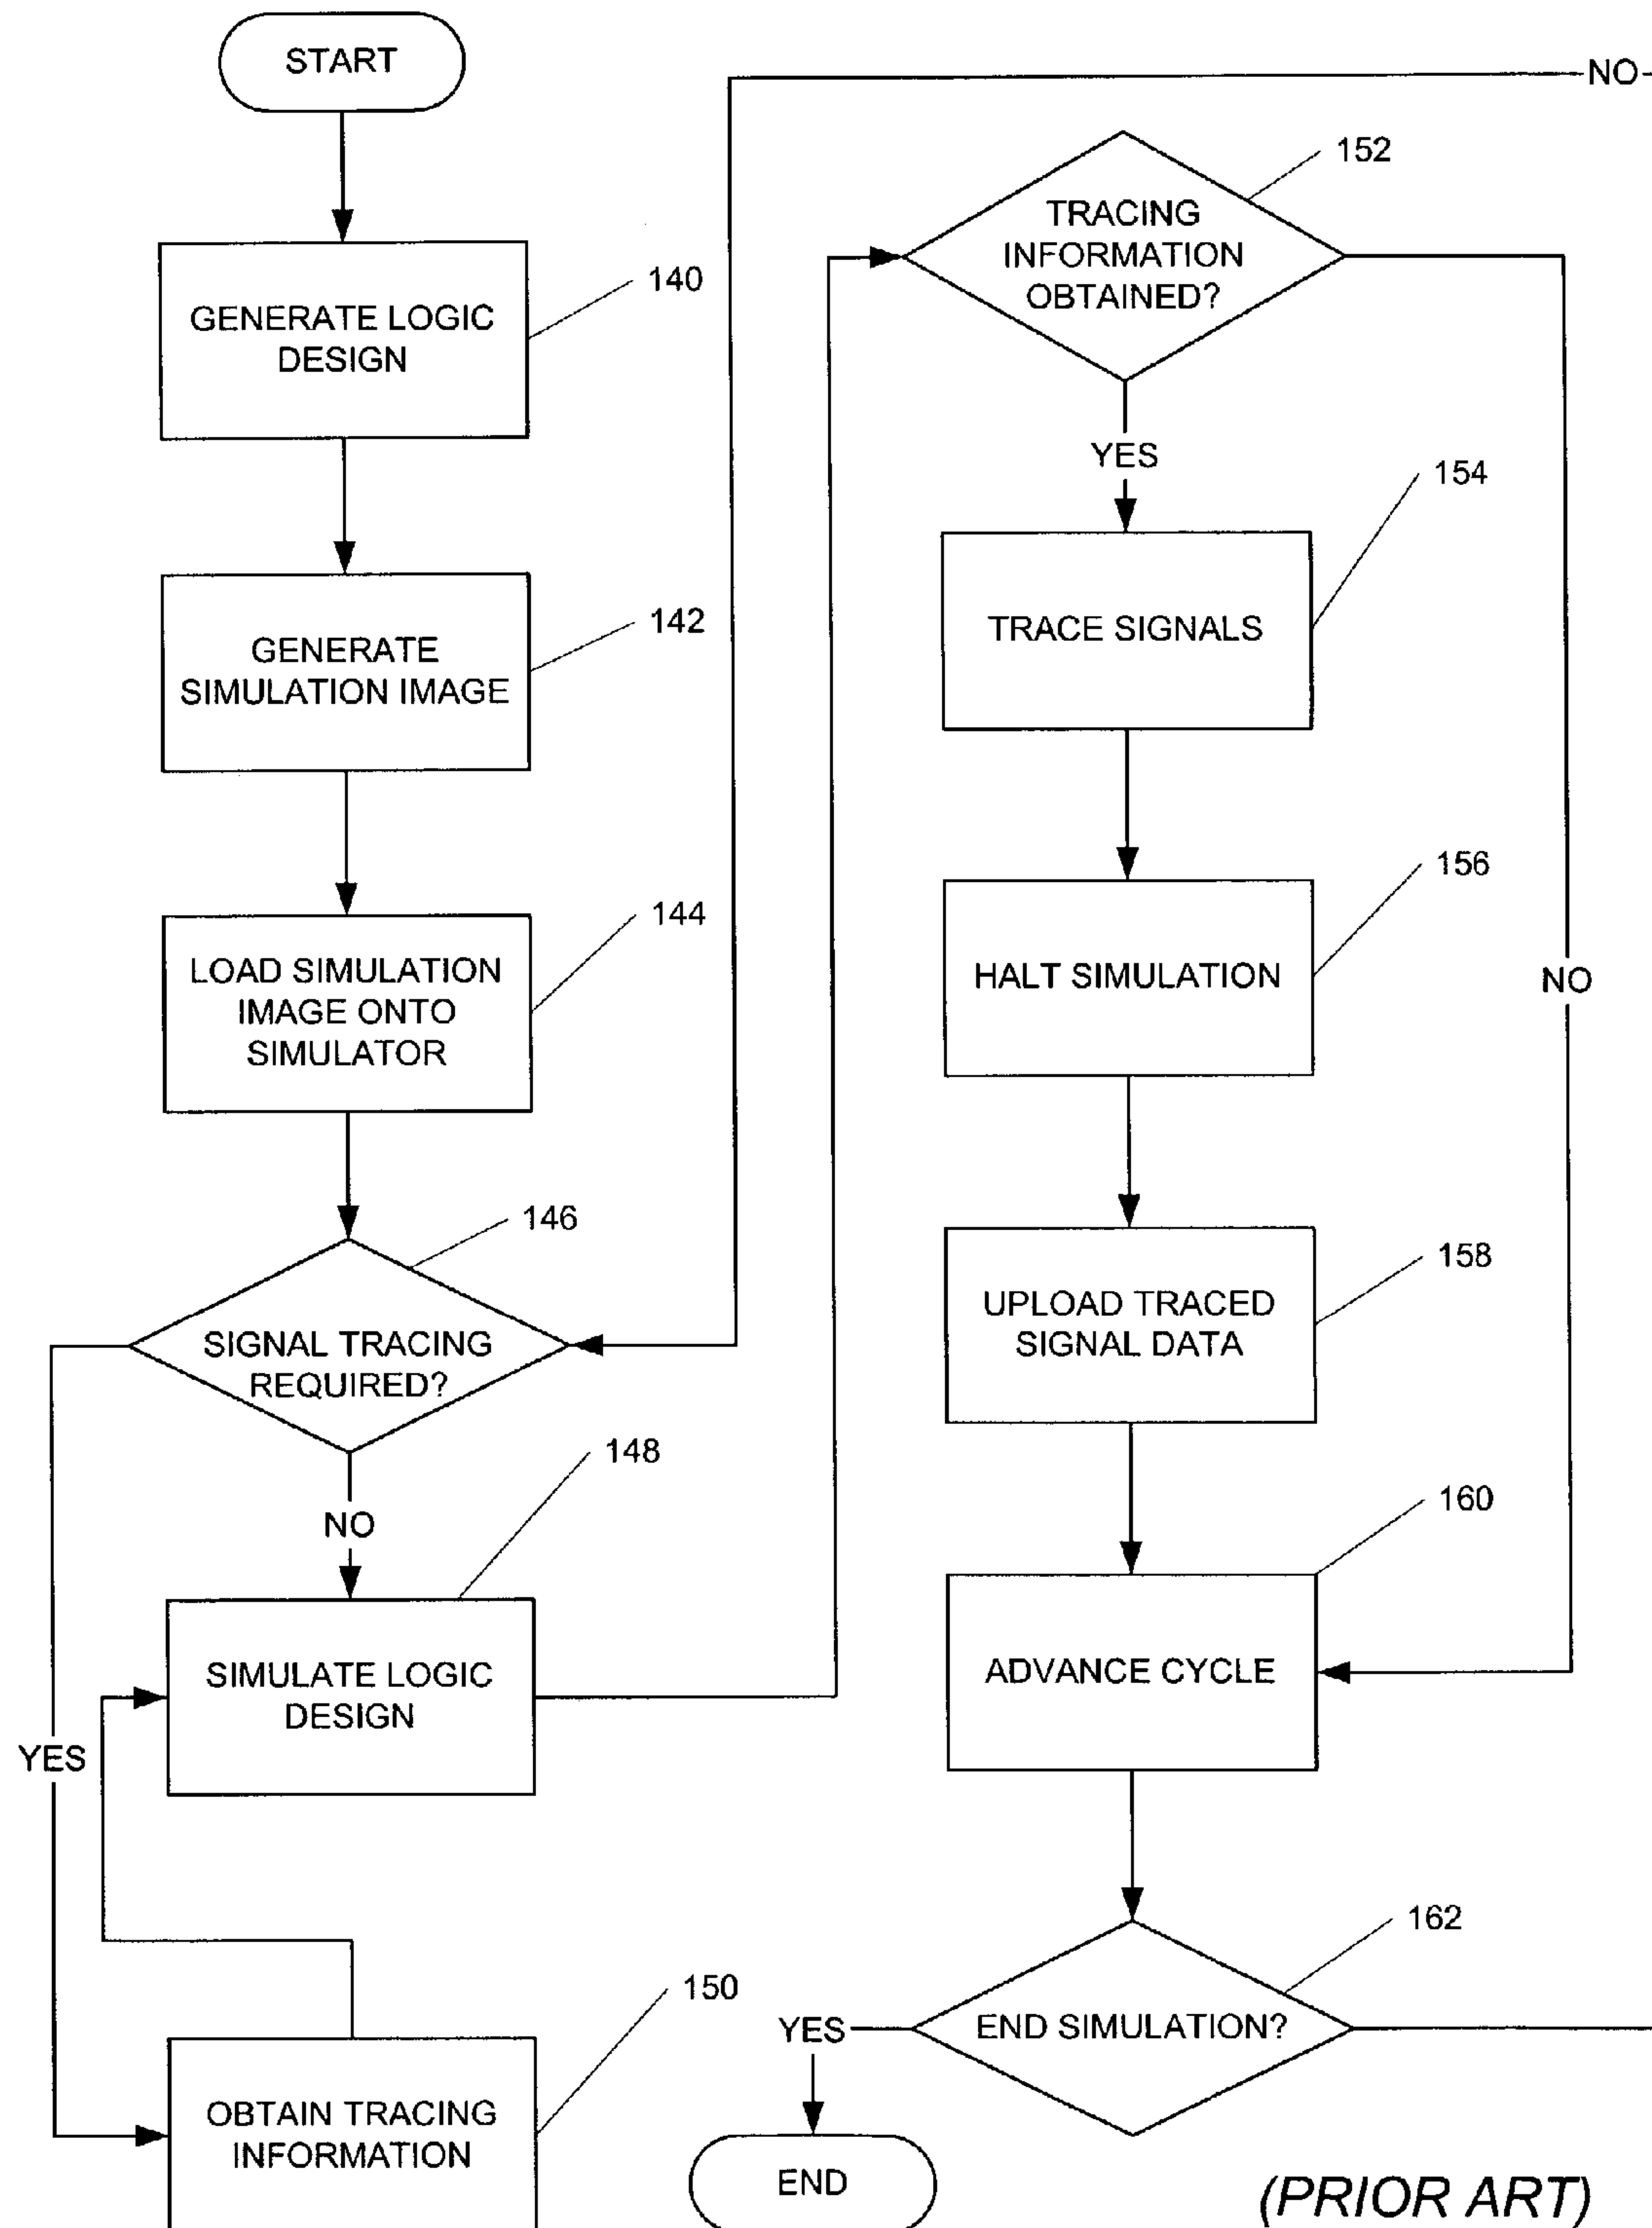 START
GENERATE LOGIC
DESIGN
140
GENERATE
SIMULATION IMAGE
142
LOAD SIMULATION
IMAGE ONTO
SIMULATOR
144
SIGNAL TRACING
REQUIRED?
146
NO
YES
SIMULATE LOGIC
DESIGN
148
OBTAIN TRACING
INFORMATION
150
NO
TRACING
INFORMATION
OBTAINED?
152
YES
NO
TRACE SIGNALS
154
HALT SIMULATION
156
UPLOAD TRACED
SIGNAL DATA
158
ADVANCE CYCLE
160
END SIMULATION?
162
YES
END
(PRIOR ART)